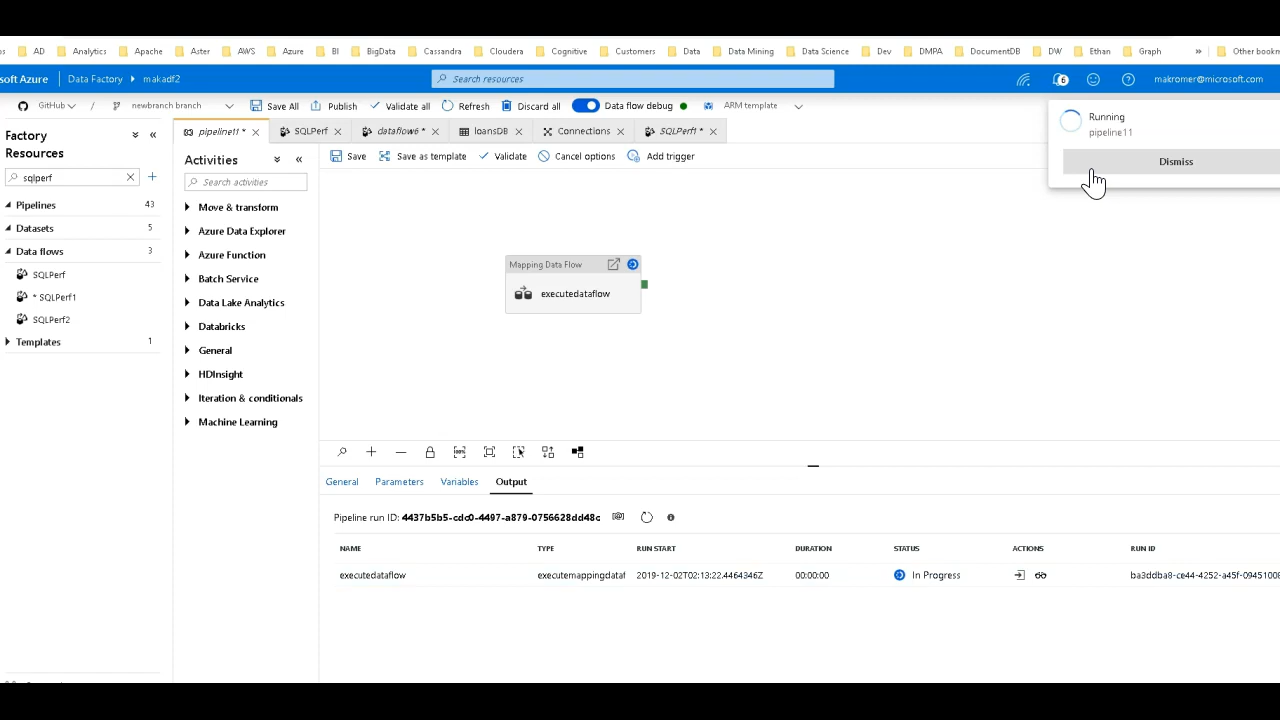 os AD Analytics Apache Aster AWS Azure BI BigData Cassandra Cloudera Cognitive Customers Data Data Mining Data Science Dev DMPA DocumentDB DW Ethan Graph » Other bookm
soft Azure Data Factory makadf2 Search resources 6 makromer@microsoft.com
GitHub / newbranch branch Save All Publish Validate all Refresh Discard all Data flow debug ARM template
Running
pipeline11
Dismiss
Factory Resources
sqlperf
Pipelines 43
Datasets 5
Data flows 3
SQLPerf
* SQLPerf1
SQLPerf2
Templates 1
pipeline11 * SQLPerf dataflow6 * loansDB Connections SQLPerf1 *
Activities
Search activities
Move & transform
Azure Data Explorer
Azure Function
Batch Service
Data Lake Analytics
Databricks
General
HDInsight
Iteration & conditionals
Machine Learning
Save Save as template Validate Cancel options Add trigger
Mapping Data Flow
executedataflow
100%
General Parameters Variables Output
Pipeline run ID: 4437b5b5-cdc0-4497-a879-0756628dd48c
NAME TYPE RUN START DURATION STATUS ACTIONS RUN ID
executedataflow executemappingdataf 2019-12-02T02:13:22.4464346Z 00:00:00 In Progress ba3ddba8-ce44-4252-a45f-09451008